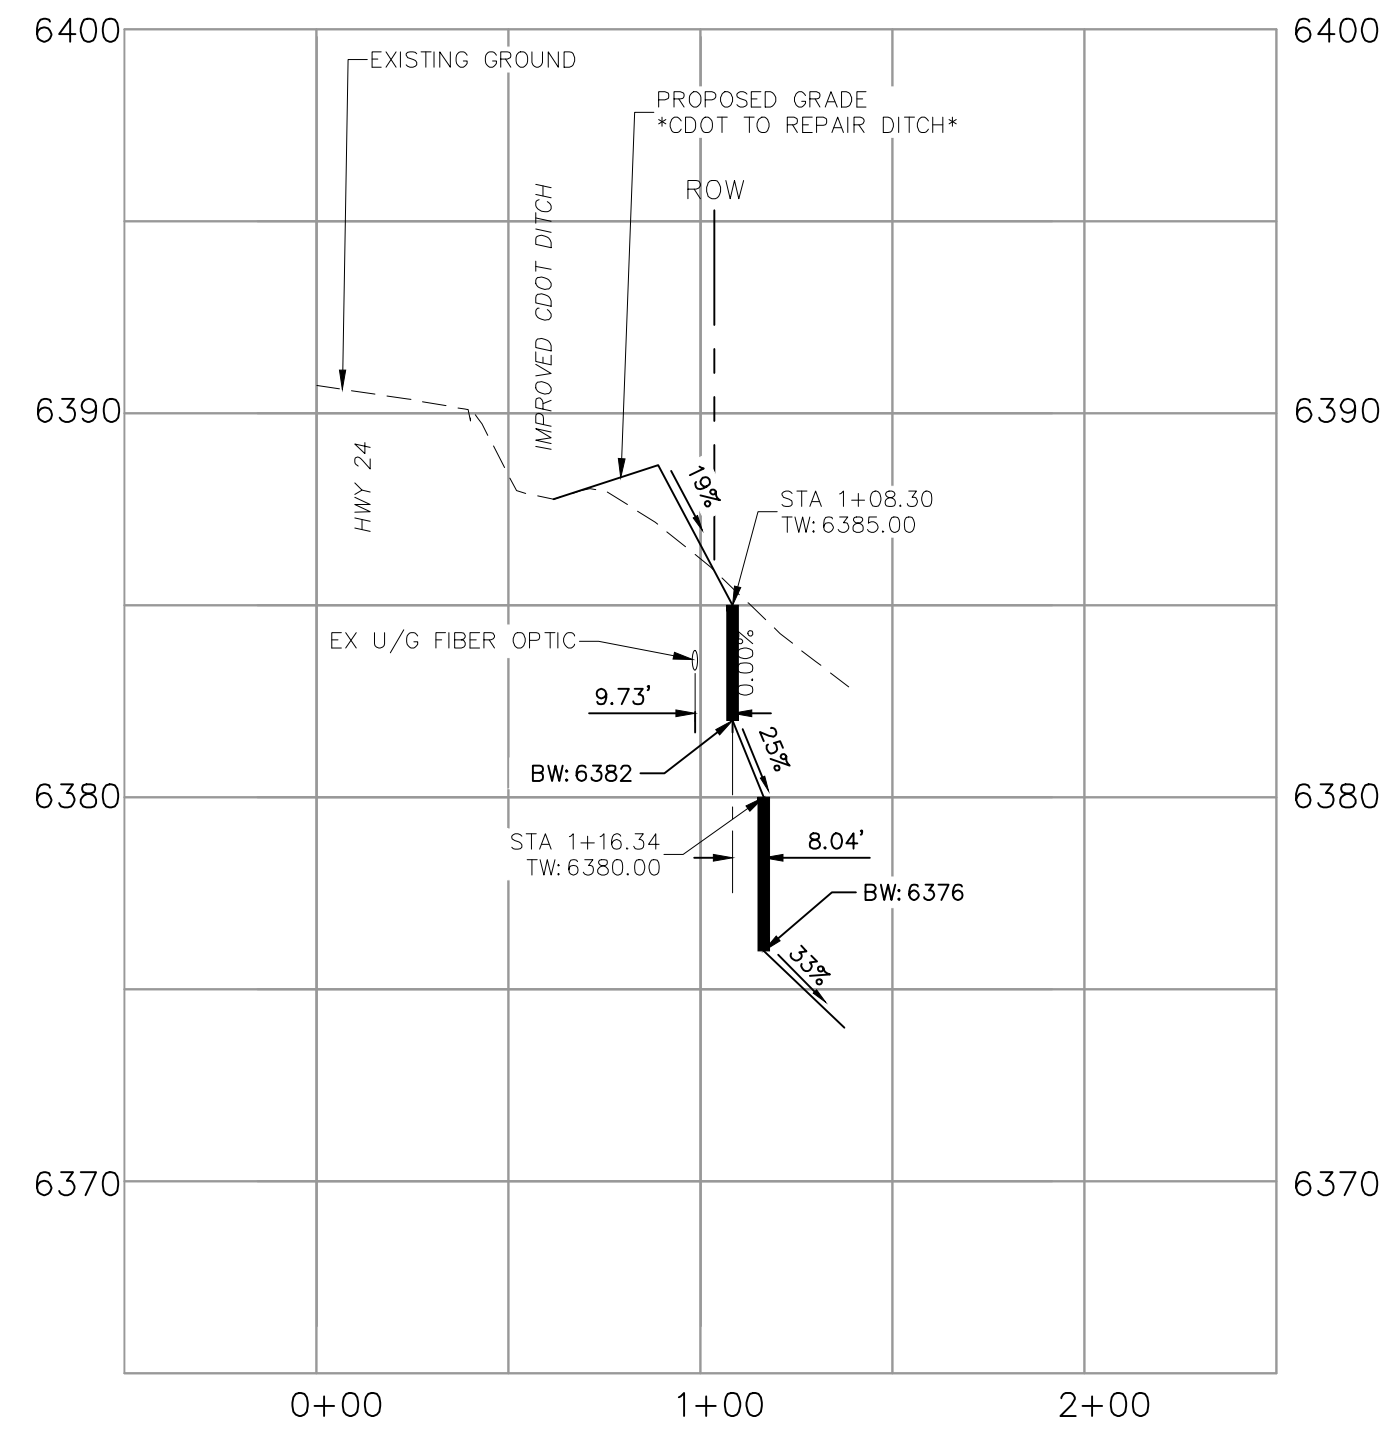 6400
6400
EXISTING GROUND
PROPOSED GRADE
*CDOT TO REPAIR DITCH*
ROW
IMPROVED CDOT DITCH
6390
6390
HWY 24
19%
STA 1+08.30
TW:6385.00
EX U/G FIBER OPTIC
0.00%
9.73'
25%
BW:6382
6380
6380
STA 1+16.34
TW:6380.00
8.04'
BW:6376
33%
6370
6370
0+00
1+00
2+00